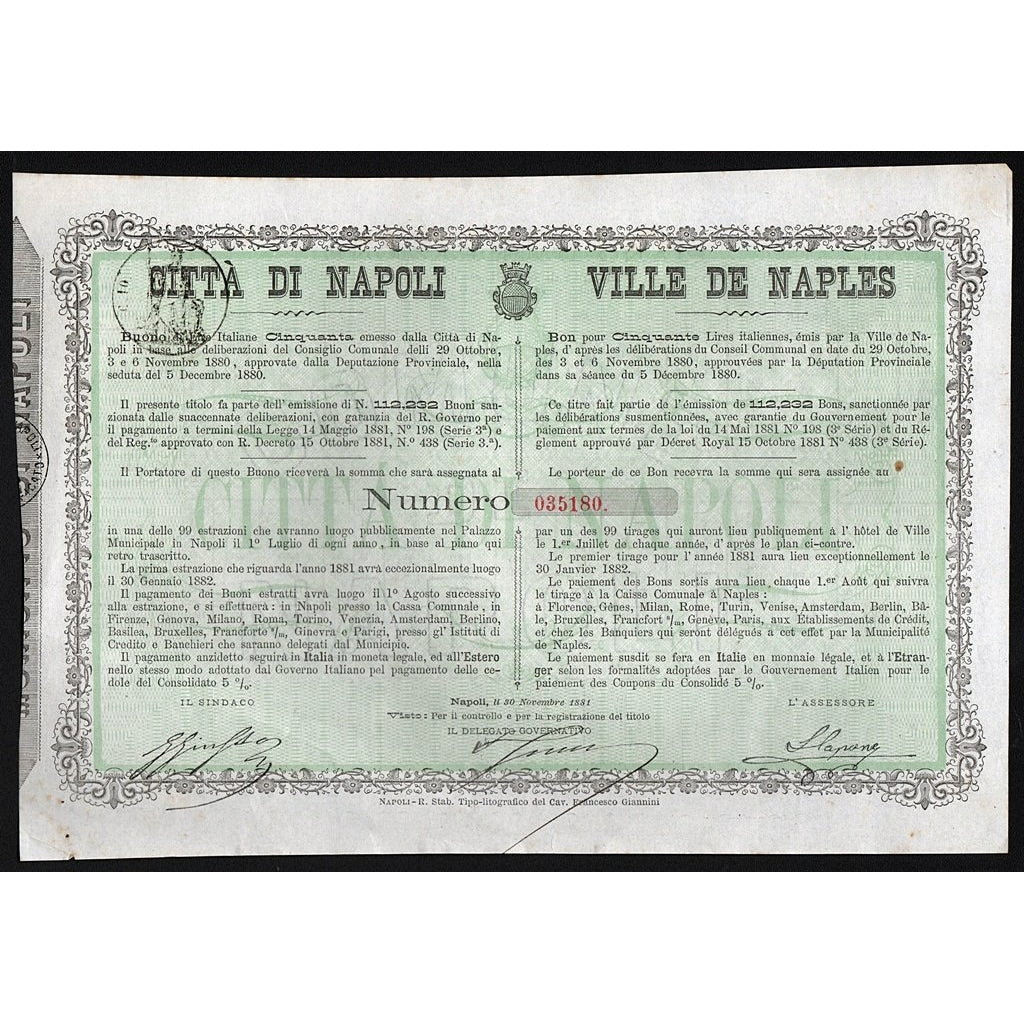 CITTÀ DI NAPOLI
Buono di Lire Italiane Cinquanta emesso dalla Città di Na-
poli in base alle deliberazioni del Consiglio Comunale delli 29 Ottobre,
3 e 6 Novembre 1880, approvate dalla Deputazione Provinciale, nella
seduta del 5 Decembre 1880.
Il presente titolo fa parte dell'emissione di N. 112,232 Buoni san-
zionata dalle suaccennate deliberazioni, con garanzia del R. Governo per
il pagamento a termini della Legge 14 Maggio 1881, Nº 198 (Serie 3ª) e
del Reg.to approvato con R. Decreto 15 Ottobre 1881, N.º 438 (Serie 3.ª).
Il Portatore di questo Buono riceverà la somma che sarà assegnata al
VILLE DE NAPLES
Bon pour Cinquante Lires italiennes, émis par la Ville de Na-
ples, d'après les délibérations du Conseil Communal en date du 29 Octobre,
des 3 et 6 Novembre 1880, approuvées par la Députation Provinciale
dans sa séance du 5 Décembre 1880.
Ce titre fait partie de l'émission de 112,232 Bons, sanctionnée par
les délibérations susmentionnées, avec garantie du Gouvernement pour le
paiement aux termes de la loi du 14 Mai 1881 Nº 198 (3e Série) et du Ré-
glement approuvé par Décret Royal 15 Octobre 1881 Nº 438 (3e Série).
Le porteur de ce Bon recevra la somme qui sera assignée au
Numero 035180.
in una delle 99 estrazioni che avranno luogo pubblicamente nel Palazzo
Municipale in Napoli il 1º Luglio di ogni anno, in base al piano qui
retro trascritto.
La prima estrazione che riguarda l'anno 1881 avrà eccezionalmente luogo
il 30 Gennaio 1882.
Il pagamento dei Buoni estratti avrà luogo il 1º Agosto successivo
alla estrazione, e si effettuerà: in Napoli presso la Cassa Comunale, in
Firenze, Genova, Milano, Roma, Torino, Venezia, Amsterdam, Berlino,
Basilea, Bruxelles, Francforte s/m, Ginevra e Parigi, presso gl'Istituti di
Credito e Banchieri che saranno delegati dal Municipio.
Il pagamento anzidetto seguirà in Italia in moneta legale, ed all'Estero
nello stesso modo adottato dal Governo Italiano pel pagamento delle ce-
dole del Consolidato 5 %.
par un des 99 tirages qui auront lieu publiquement à l'hôtel de Ville
le 1.er Juillet de chaque année, d'après le plan ci-contre.
Le premier tirage pour l'année 1881 aura lieu exceptionnellement le
30 Janvier 1882.
Le paiement des Bons sortis aura lieu chaque 1.er Août qui suivra
le tirage à la Caisse Communale à Naples :
à Florence, Gênes, Milan, Rome, Turin, Venise, Amsterdam, Berlin, Bâ-
le, Bruxelles, Francfort s/m, Genève, Paris, aux Établissements de Crédit,
et chez les Banquiers qui seront délégués à cet effet par la Municipalité
de Naples.
Le paiement susdit se fera en Italie en monnaie légale, et à l'Etran-
ger selon les formalités adoptées par le Gouvernement Italien pour le
paiement des Coupons du Consolidé 5 %.
IL SINDACO
Napoli, li 30 Novembre 1881
Visto: Per il controllo e per la registrazione del titolo
IL DELEGATO GOVERNATIVO
L'ASSESSORE
NAPOLI - R. Stab. Tipo-litografico del Cav. Francesco Giannini